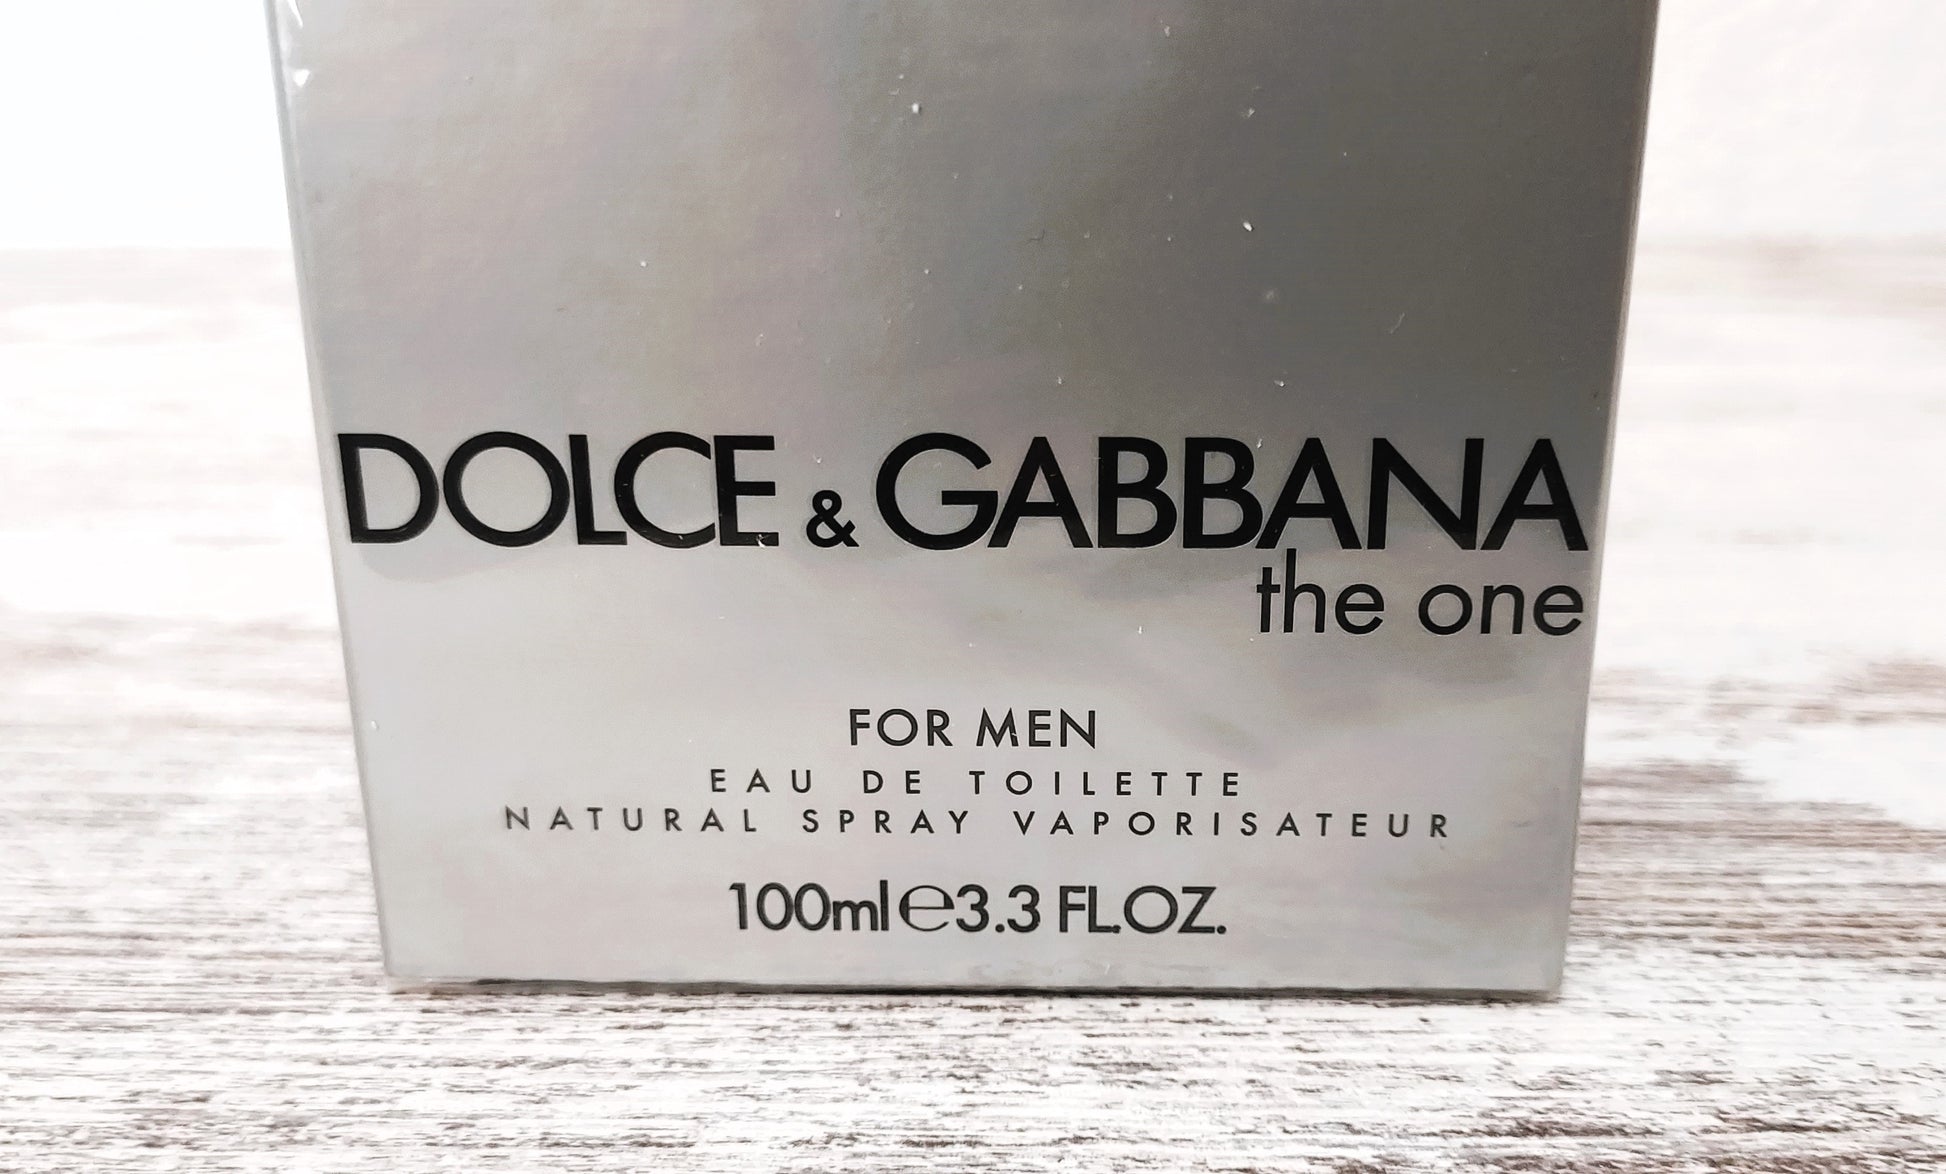 DOLCE & GABBANA
the one
FOR MEN
EAU DE TOILETTE
NATURAL SPRAY VAPORISATEUR
100ml ℮ 3.3 FL.OZ.